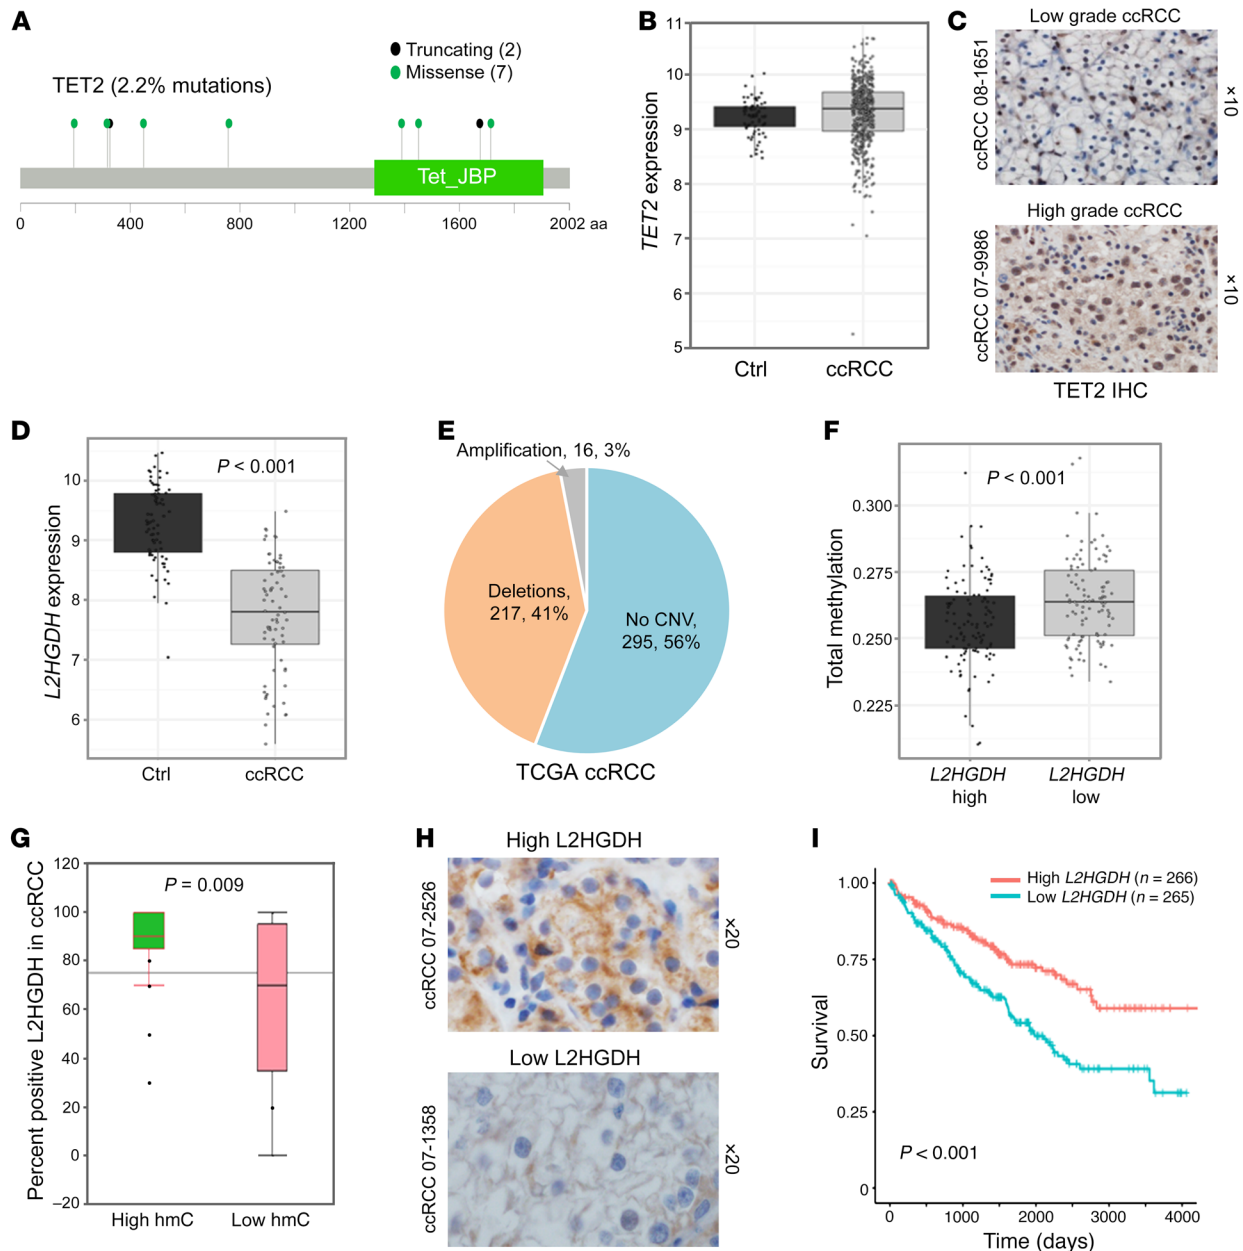 A
TET2 (2.2% mutations)
Truncating (2)
Missense (7)
Tet_JBP
0 400 800 1200 1600 2002 aa
B
TET2 expression
11
10
9
8
7
6
5
Ctrl ccRCC
C
Low grade ccRCC
ccRCC 08-1651
×10
High grade ccRCC
ccRCC 07-9986
×10
TET2 IHC
D
L2HGDH expression
P < 0.001
10
9
8
7
6
Ctrl ccRCC
E
Amplification, 16, 3%
Deletions,
217, 41%
No CNV,
295, 56%
TCGA ccRCC
F
Total methylation
P < 0.001
0.300
0.275
0.250
0.225
L2HGDH
high
L2HGDH
low
G
Percent positive L2HGDH in ccRCC
P = 0.009
120
100
80
60
40
20
0
–20
High hmC Low hmC
H
High L2HGDH
ccRCC 07-2526
×20
Low L2HGDH
ccRCC 07-1358
×20
I
Survival
High L2HGDH (n = 266)
Low L2HGDH (n = 265)
1.00
0.75
0.50
0.25
0
P < 0.001
0 1000 2000 3000 4000
Time (days)